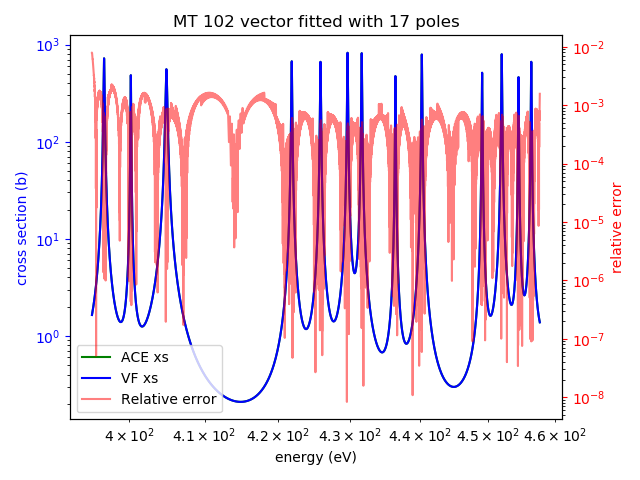 MT 102 vector fitted with 17 poles
10³
10²
10¹
10⁰
cross section (b)
10⁻²
10⁻³
10⁻⁴
10⁻⁵
10⁻⁶
10⁻⁷
10⁻⁸
relative error
ACE xs
VF xs
Relative error
4 × 10² 4.1 × 10² 4.2 × 10² 4.3 × 10² 4.4 × 10² 4.5 × 10² 4.6 × 10²
energy (eV)